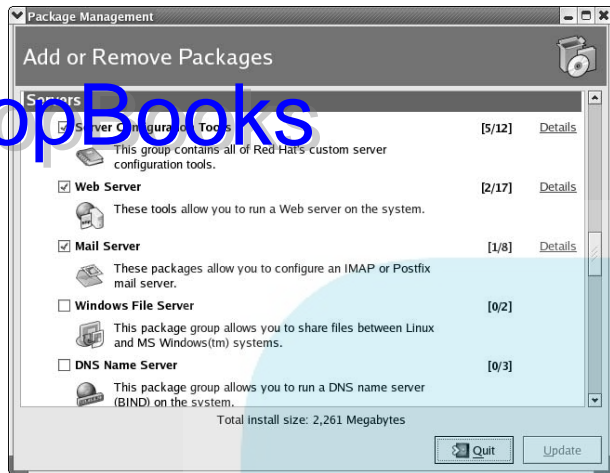 Package Management
Add or Remove Packages
Servers
opBooks
Server Configuration Tools [5/12] Details
This group contains all of Red Hat's custom server
configuration tools.
Web Server [2/17] Details
These tools allow you to run a Web server on the system.
Mail Server [1/8] Details
These packages allow you to configure an IMAP or Postfix
mail server.
Windows File Server [0/2]
This package group allows you to share files between Linux
and MS Windows(tm) systems.
DNS Name Server [0/3]
This package group allows you to run a DNS name server
(BIND) on the system.
Total install size: 2,261 Megabytes
Quit Update